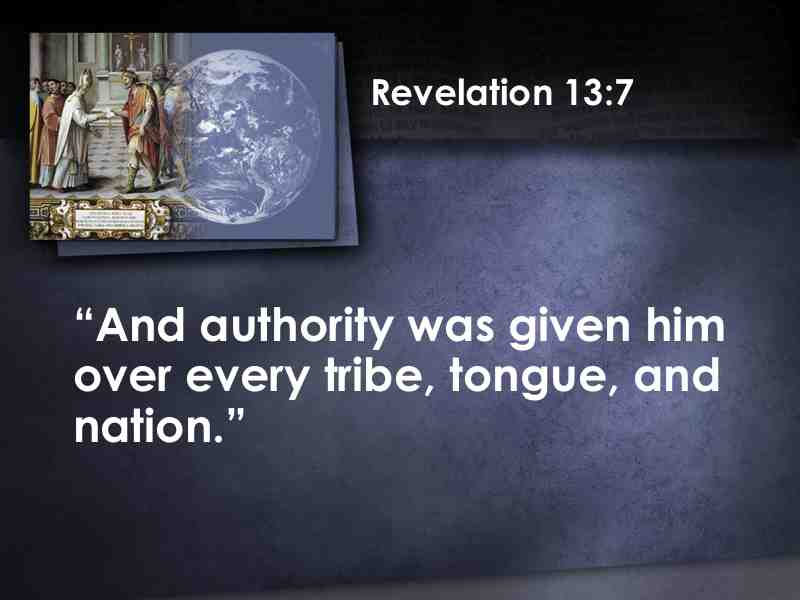 Revelation 13:7
“And authority was given him
over every tribe, tongue, and
nation.”